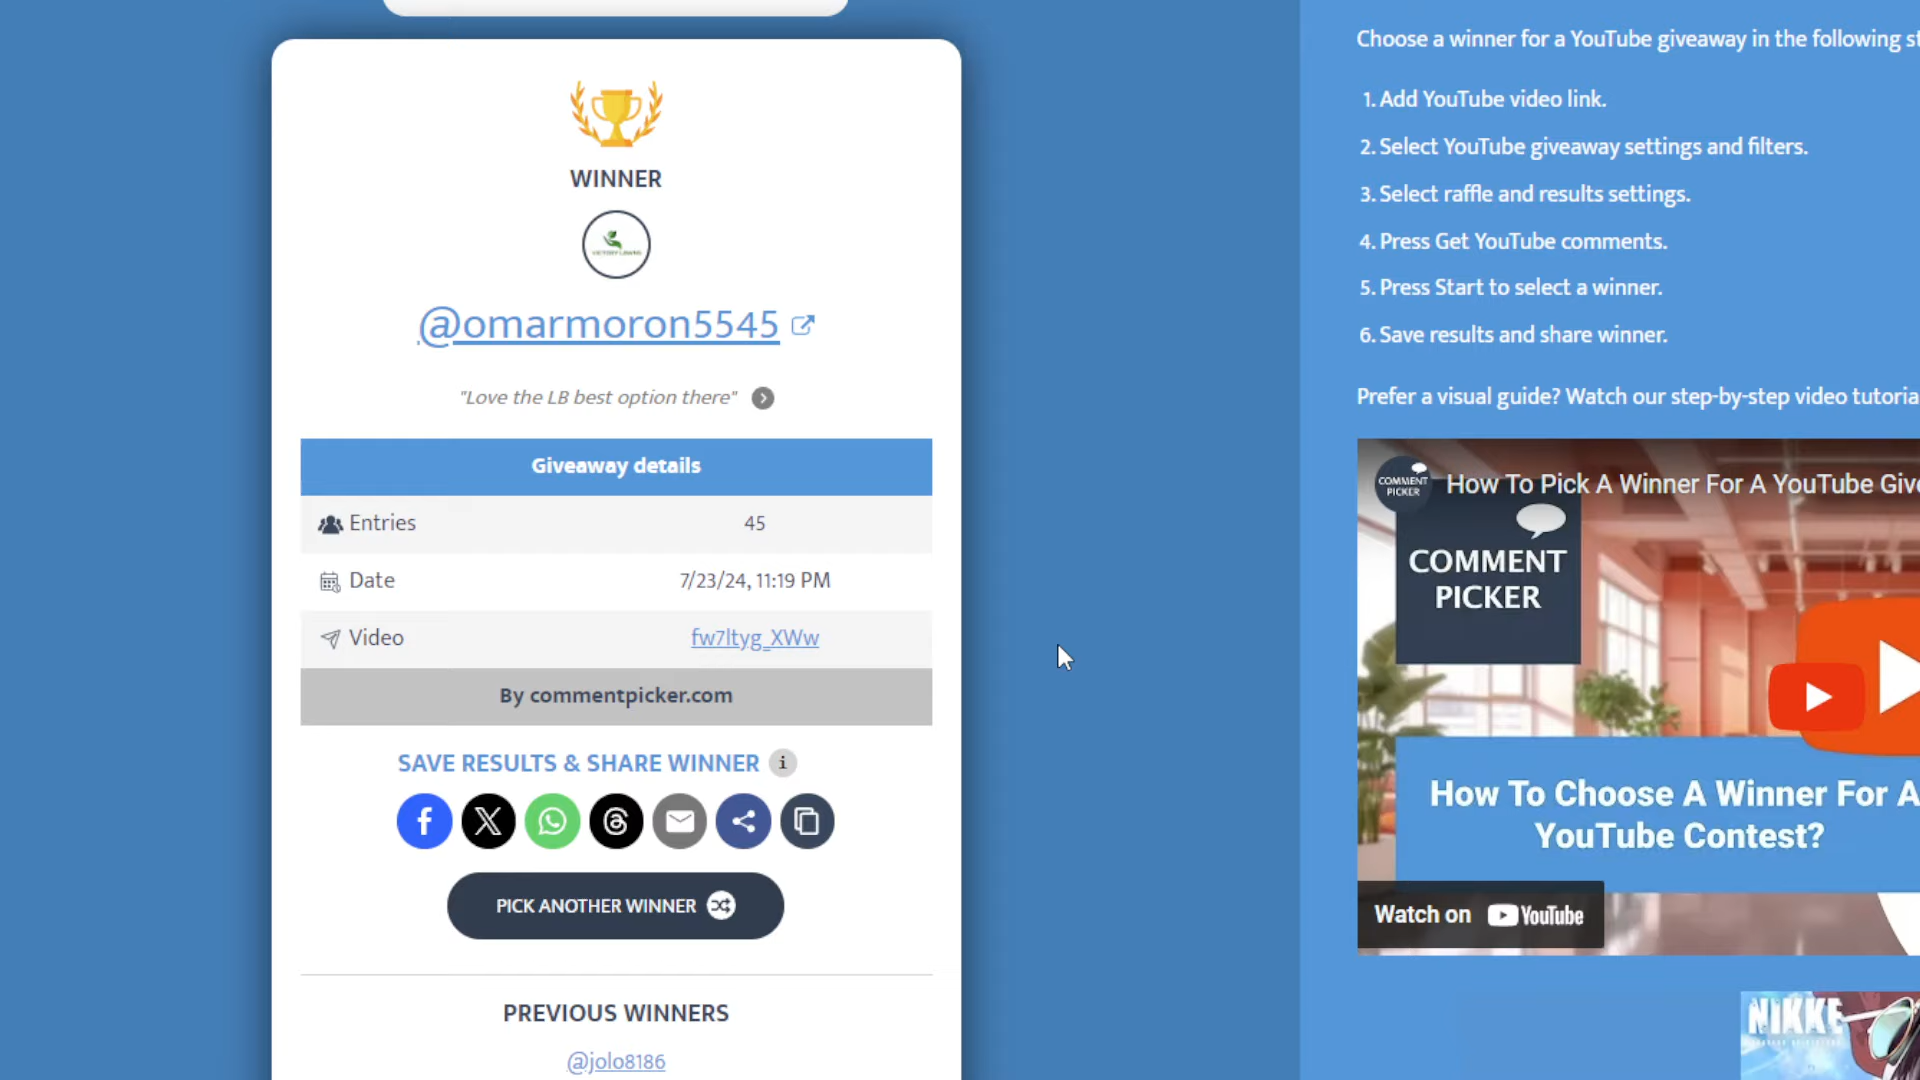 WINNER
VICTORY LAWNS
@omarmoron5545
"Love the LB best option there"
Giveaway details
Entries 45
Date 7/23/24, 11:19 PM
Video fw7ltyg_XWw
By commentpicker.com
SAVE RESULTS & SHARE WINNER i
PICK ANOTHER WINNER
PREVIOUS WINNERS
@jolo8186
Choose a winner for a YouTube giveaway in the following st
1. Add YouTube video link.
2. Select YouTube giveaway settings and filters.
3. Select raffle and results settings.
4. Press Get YouTube comments.
5. Press Start to select a winner.
6. Save results and share winner.
Prefer a visual guide? Watch our step-by-step video tutoria
COMMENT
PICKER
How To Pick A Winner For A YouTube Give
COMMENT
PICKER
How To Choose A Winner For A
YouTube Contest?
Watch on YouTube
NIKKE